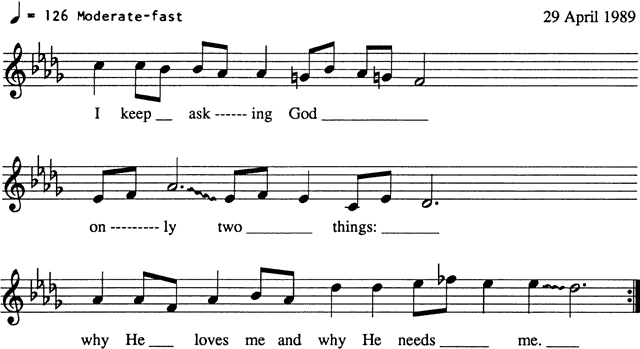 ♩ = 126 Moderate-fast 29 April 1989
I keep __ ask ------ ing God ______________
on --------- ly two ________ things: _______
why He ___ loves me and why He needs ______ me. ____